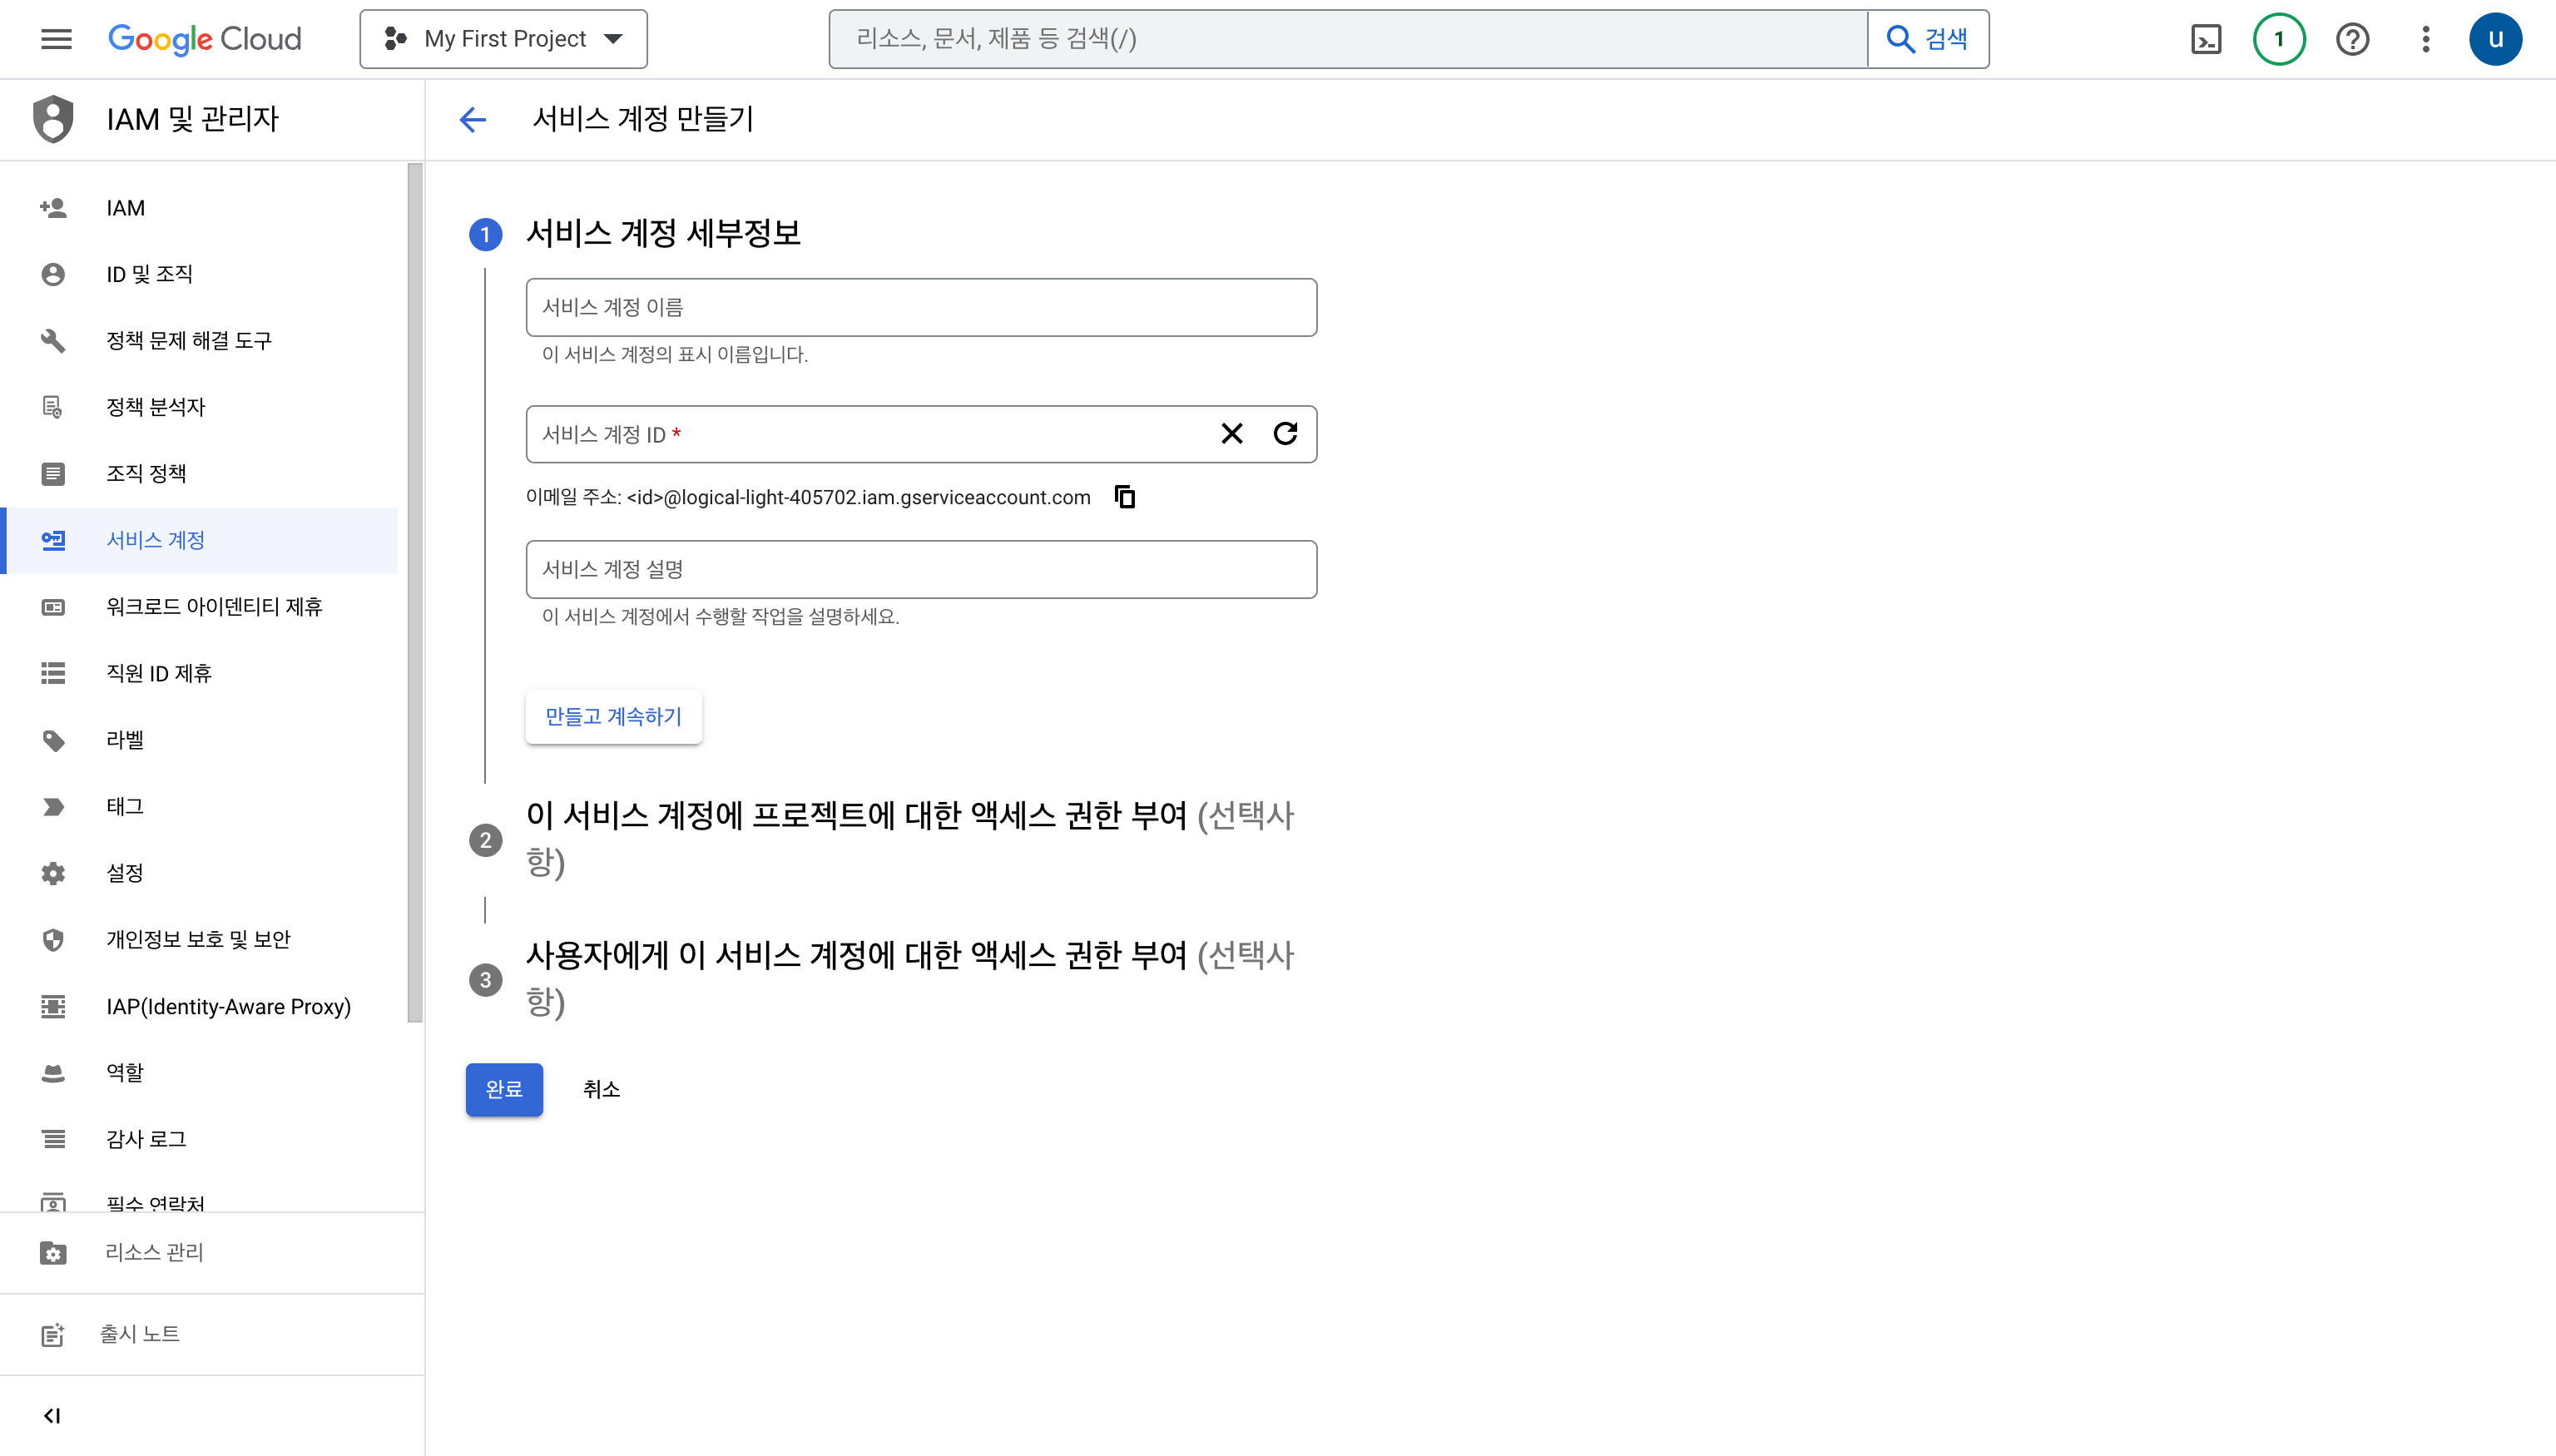 Google Cloud
My First Project
리소스, 문서, 제품 등 검색(/)
검색
1
u
IAM 및 관리자
서비스 계정 만들기
IAM
ID 및 조직
정책 문제 해결 도구
정책 분석자
조직 정책
서비스 계정
워크로드 아이덴티티 제휴
직원 ID 제휴
라벨
태그
설정
개인정보 보호 및 보안
IAP(Identity-Aware Proxy)
역할
감사 로그
필수 연락처
리소스 관리
출시 노트
1 서비스 계정 세부정보
서비스 계정 이름
이 서비스 계정의 표시 이름입니다.
서비스 계정 ID *
이메일 주소: <id>@logical-light-405702.iam.gserviceaccount.com
서비스 계정 설명
이 서비스 계정에서 수행할 작업을 설명하세요.
만들고 계속하기
2 이 서비스 계정에 프로젝트에 대한 액세스 권한 부여 (선택사
항)
3 사용자에게 이 서비스 계정에 대한 액세스 권한 부여 (선택사
항)
완료
취소